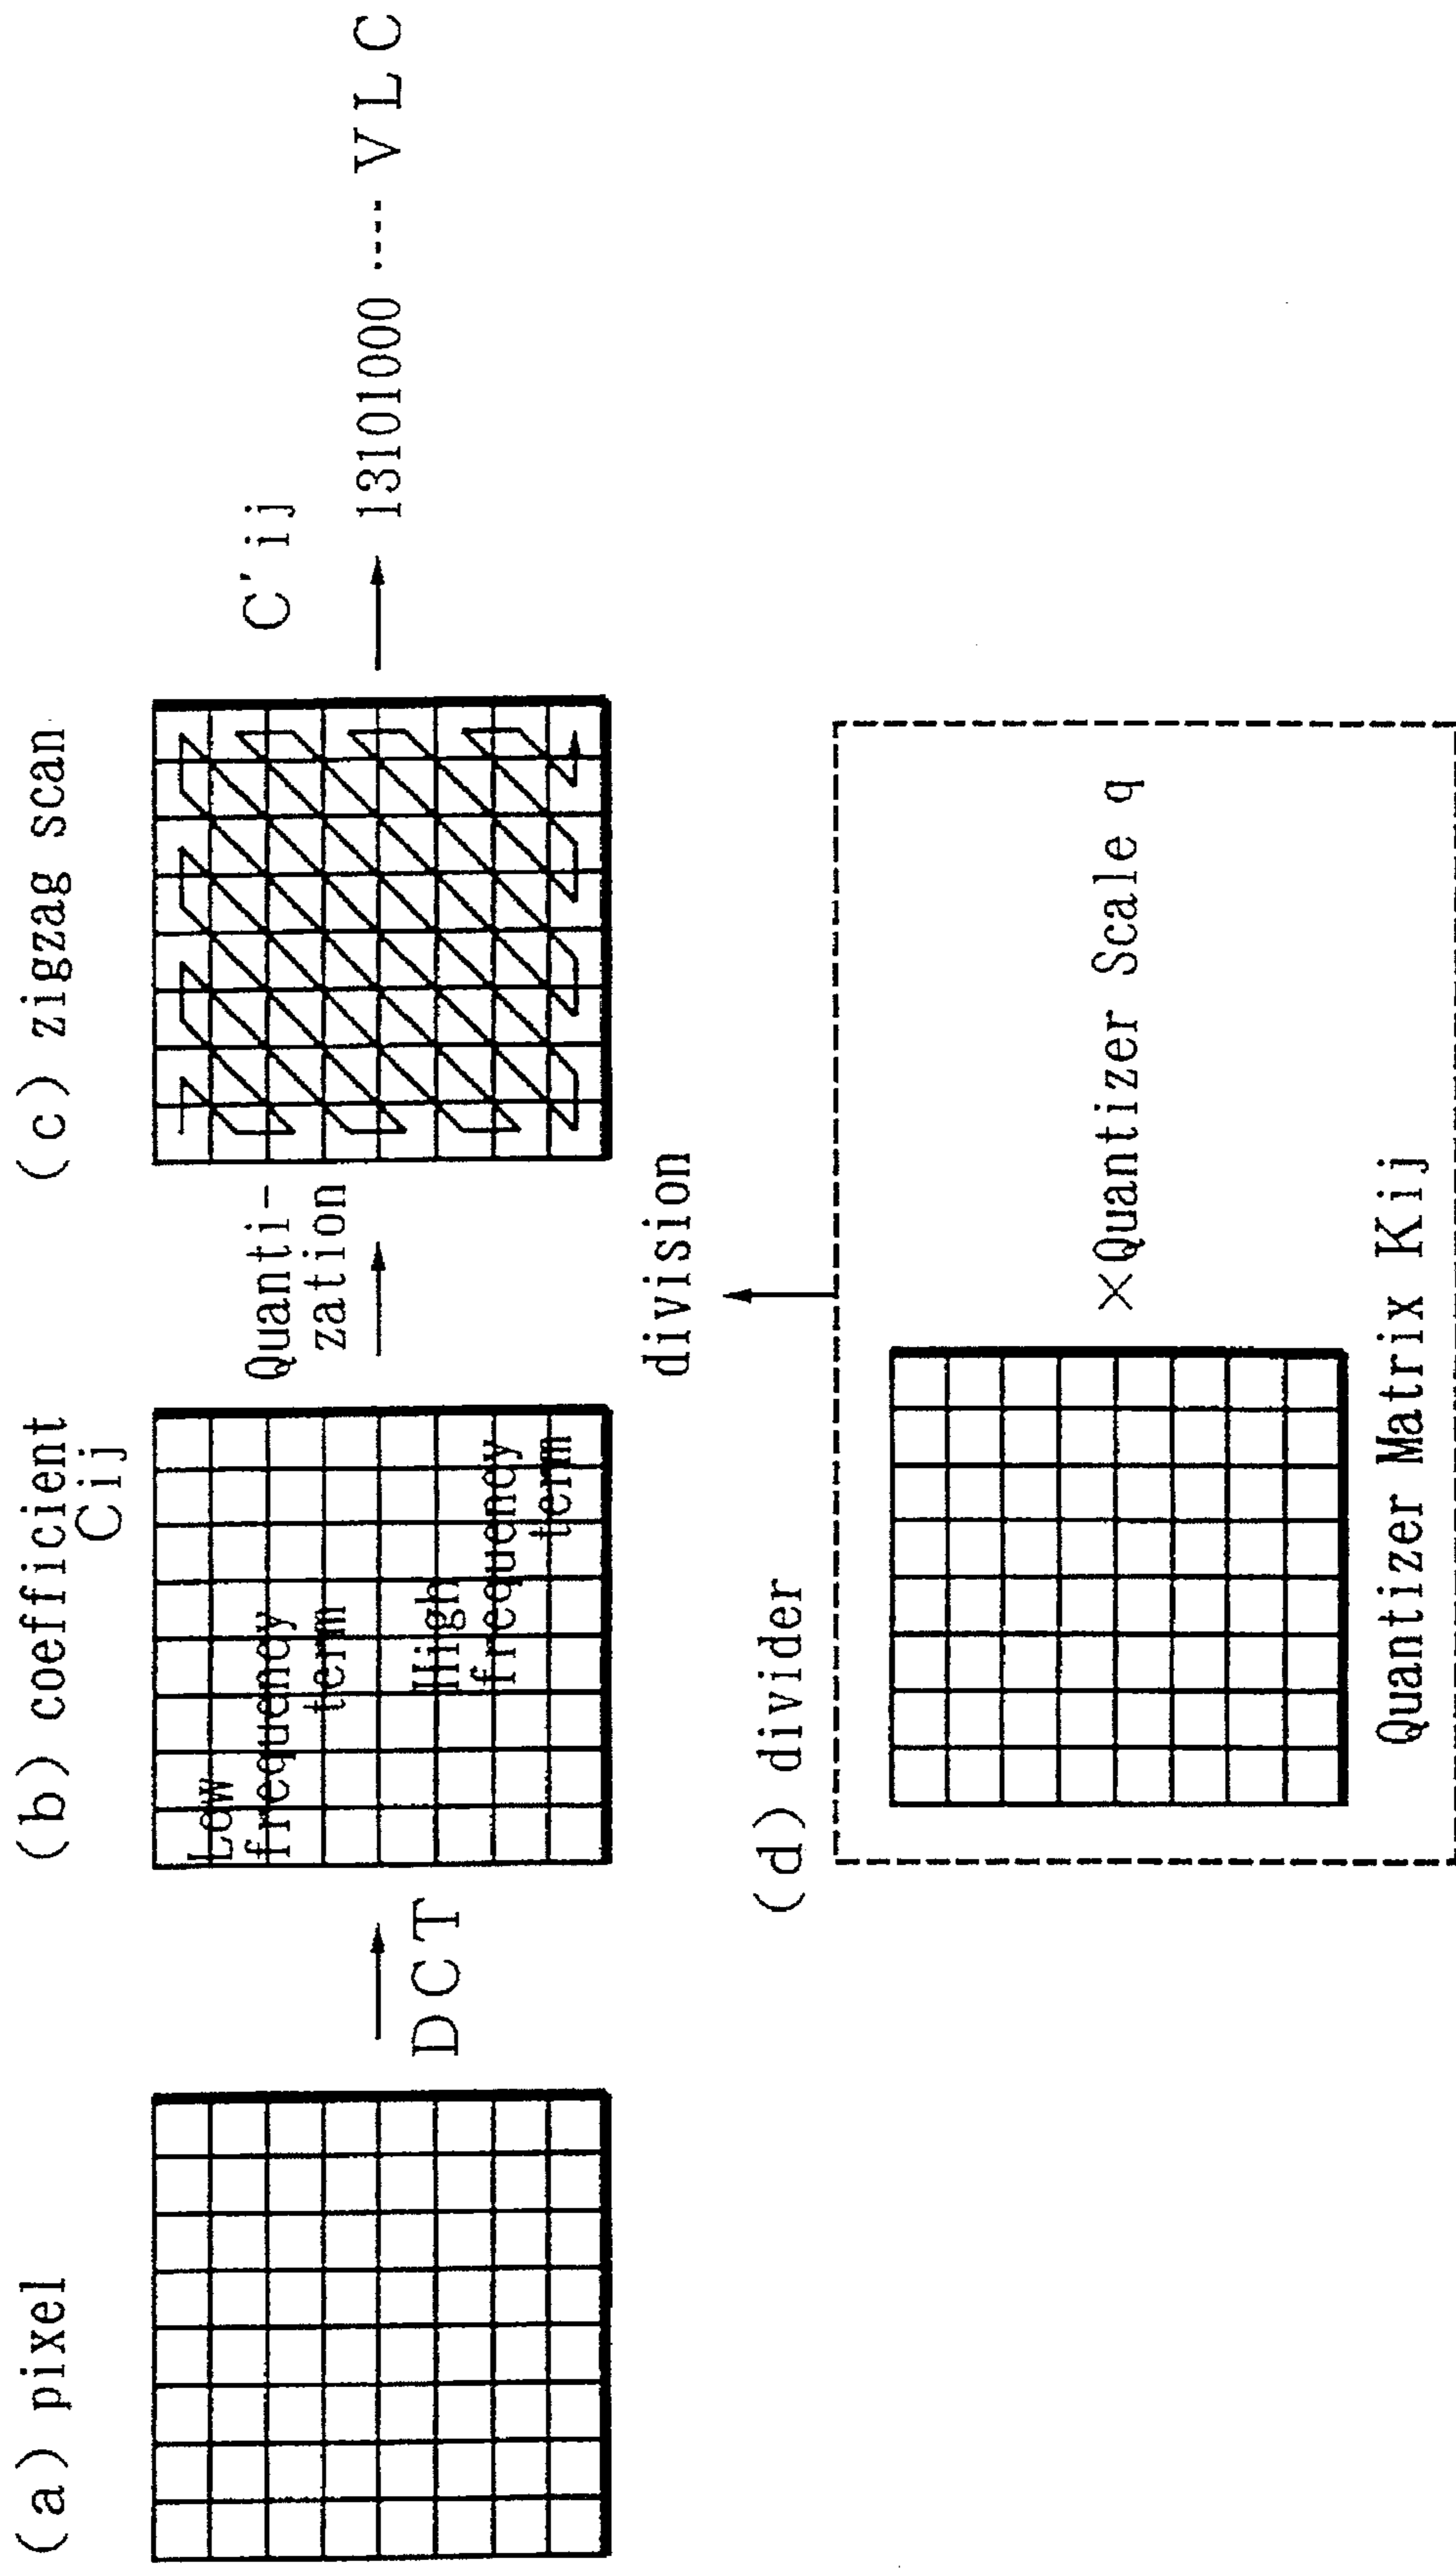 (a) pixel
DCT
(b) coefficient
Cij
Low
frequency
term
High
frequency
term
Quanti-
zation
division
(c) zigzag scan
C'ij
13101000 ---- VLC
(d) divider
×Quantizer Scale q
Quantizer Matrix Kij